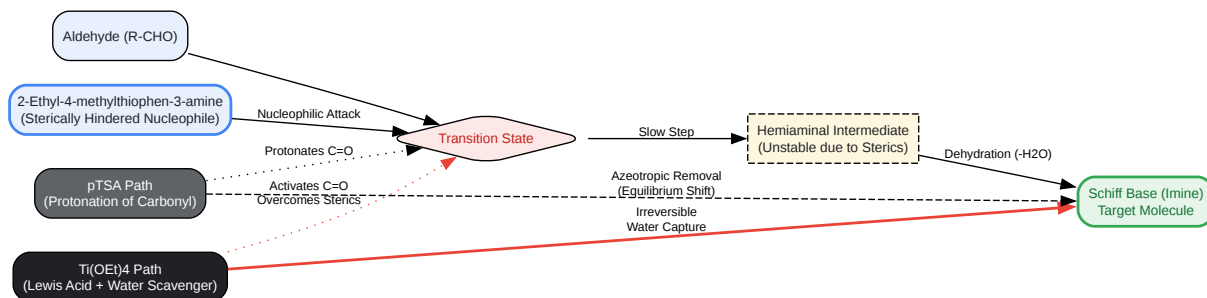 Aldehyde (R-CHO)
2-Ethyl-4-methylthiophen-3-amine
(Sterically Hindered Nucleophile)
Nucleophilic Attack
Transition State
Slow Step
Hemiaminal Intermediate
(Unstable due to Sterics)
Dehydration (-H2O)
Protonates C=O
pTSA Path
(Protonation of Carbonyl)
Activates C=O
Overcomes Sterics
Azeotropic Removal
(Equilibrium Shift)
Schiff Base (Imine)
Target Molecule
Irreversible
Water Capture
Ti(OEt)4 Path
(Lewis Acid + Water Scavenger)